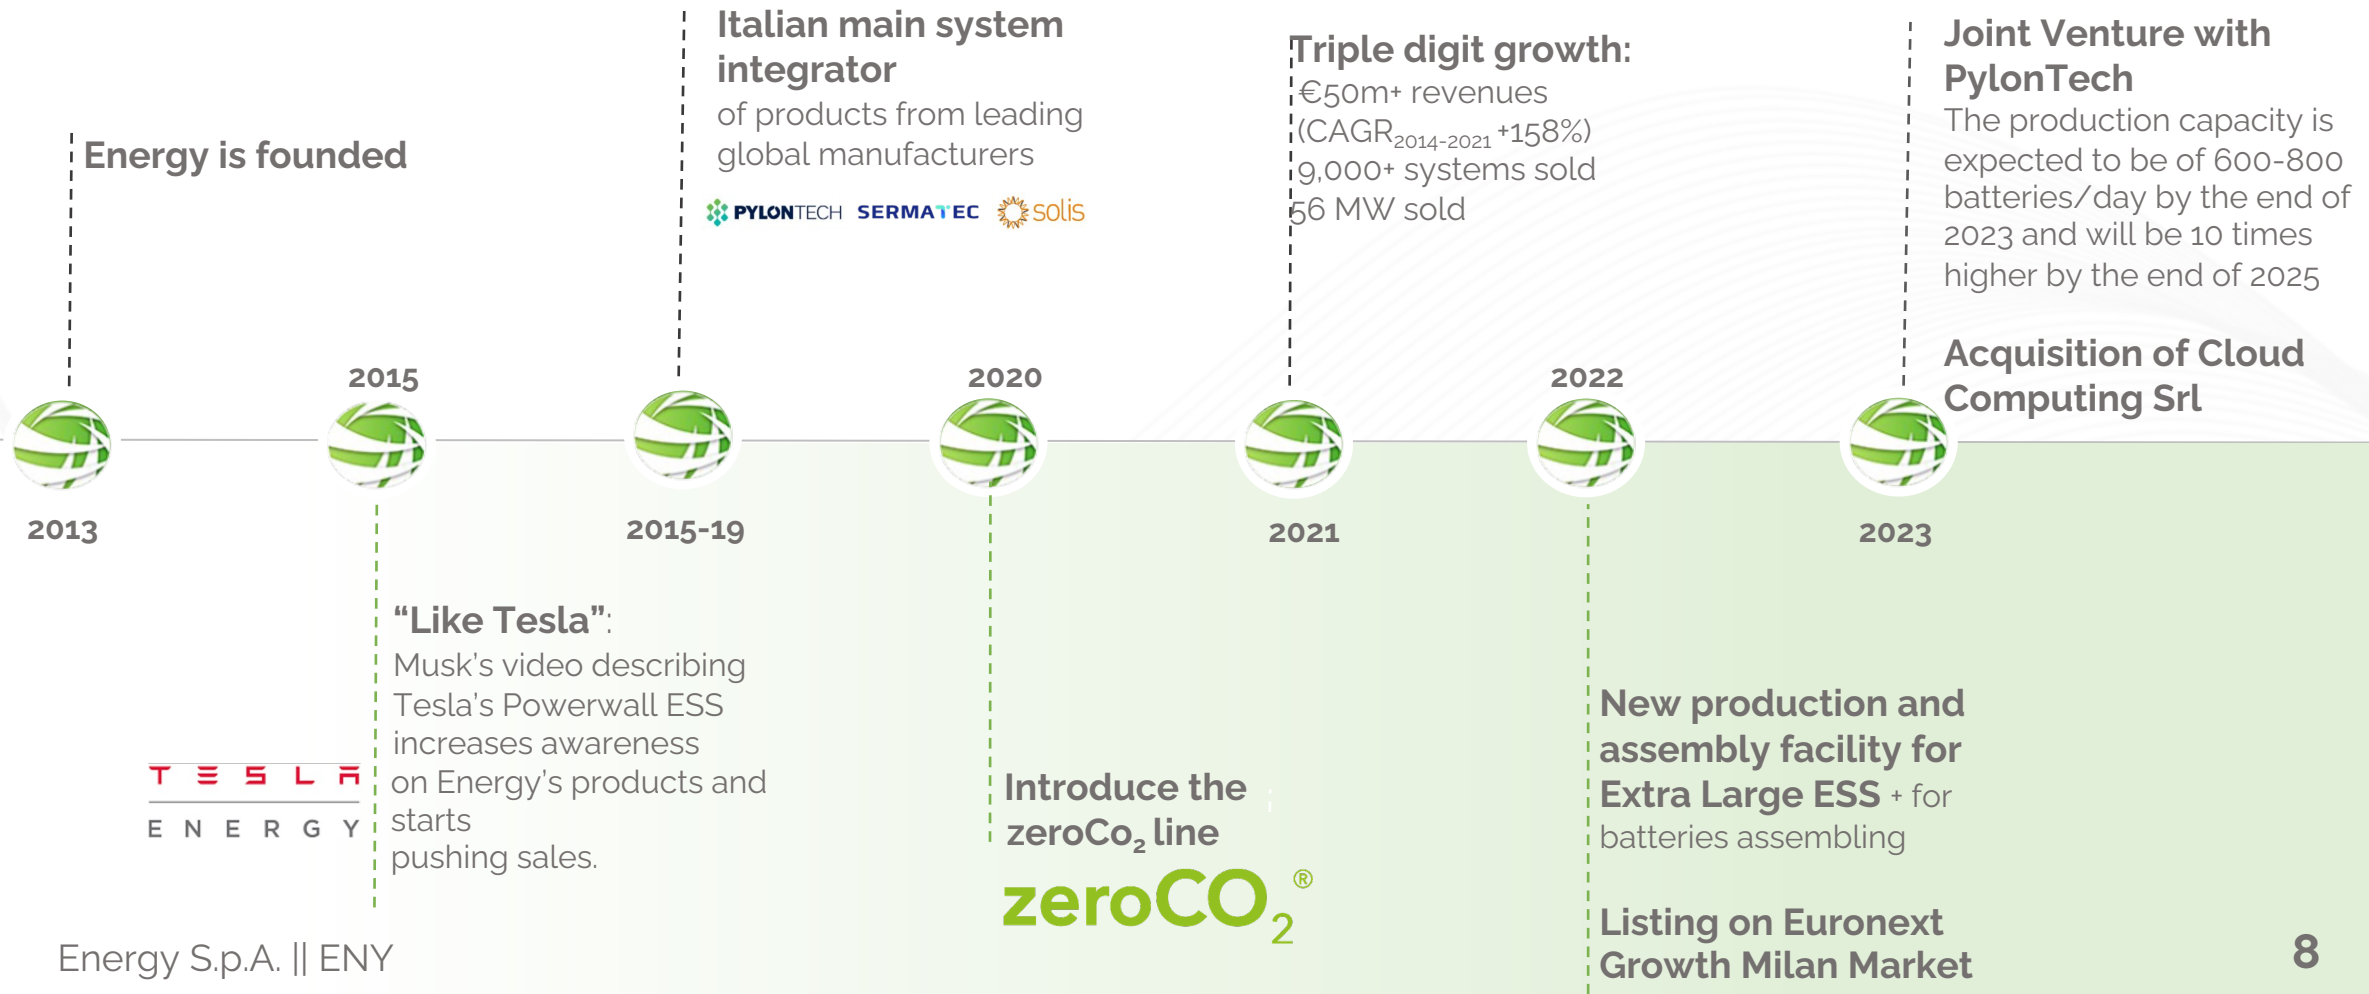 Energy is founded
2013
2015
“Like Tesla”:
Musk’s video describing
Tesla’s Powerwall ESS
increases awareness
on Energy’s products and
starts
pushing sales.
TESLA
ENERGY
Italian main system
integrator
of products from leading
global manufacturers
PYLONTECH SERMATEC solis
2015-19
2020
Introduce the
zeroCo₂ line
zeroCO₂®
Triple digit growth:
€50m+ revenues
(CAGR₂₀₁₄₋₂₀₂₁ +158%)
9,000+ systems sold
56 MW sold
2021
2022
New production and
assembly facility for
Extra Large ESS + for
batteries assembling
Listing on Euronext
Growth Milan Market
Joint Venture with
PylonTech
The production capacity is
expected to be of 600-800
batteries/day by the end of
2023 and will be 10 times
higher by the end of 2025
Acquisition of Cloud
Computing Srl
2023
Energy S.p.A. || ENY
8